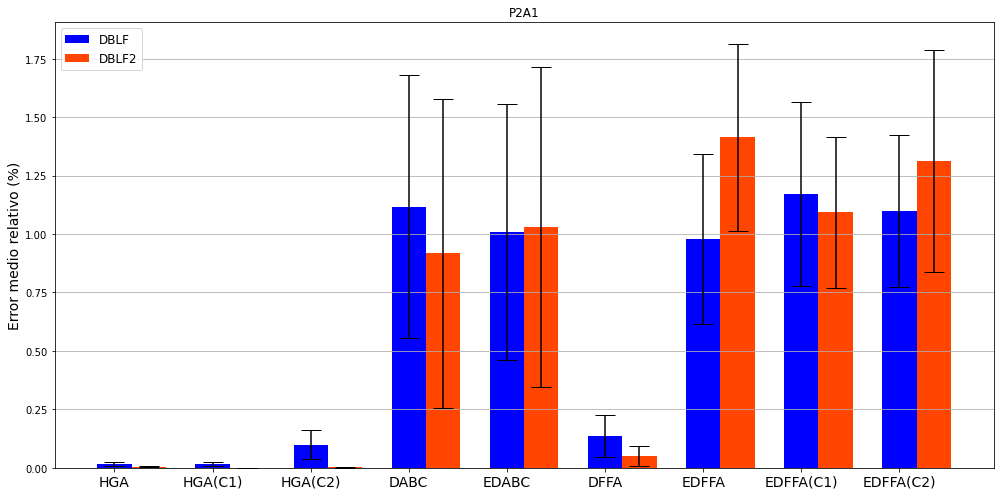 P2A1
DBLF
DBLF2
Error medio relativo (%)
1.75
1.50
1.25
1.00
0.75
0.50
0.25
0.00
HGA HGA(C1) HGA(C2) DABC EDABC DFFA EDFFA EDFFA(C1) EDFFA(C2)